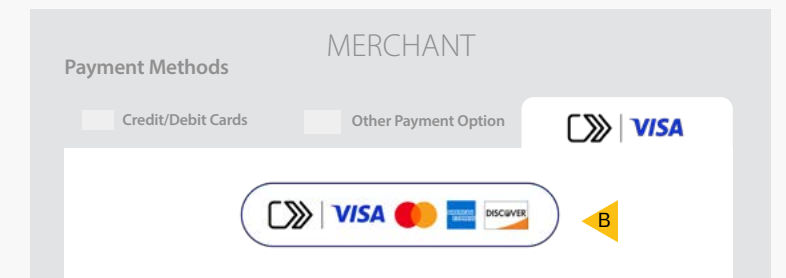 MERCHANT
Payment Methods
Credit/Debit Cards
Other Payment Option
VISA
VISA DISCOVER
B